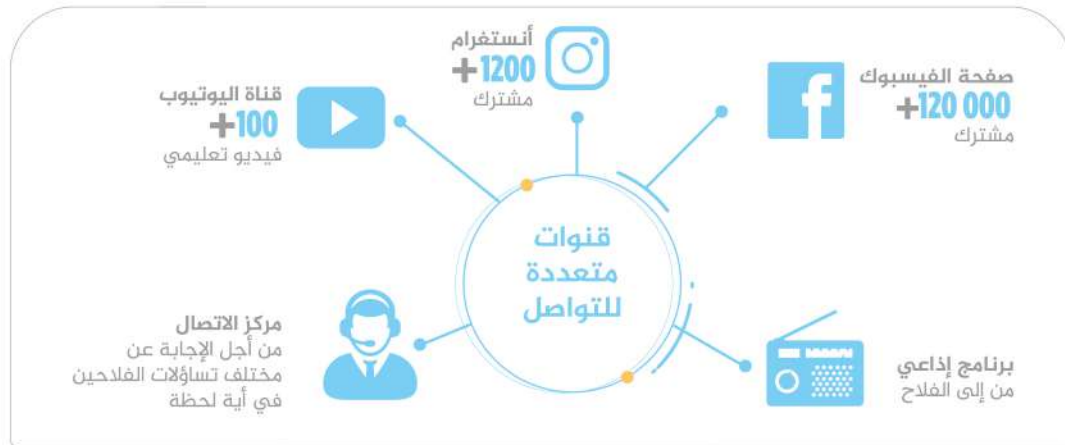 أنستغرام
+1200
مشترك
صفحة الفيسبوك
+120 000
مشترك
قناة اليوتيوب
+100
فيديو تعليمي
قنوات
متعددة
للتواصل
برنامج إذاعي
من إلى الفلاح
مركز الاتصال
من أجل الإجابة عن
مختلف تساؤلات الفلاحين
في أية لحظة